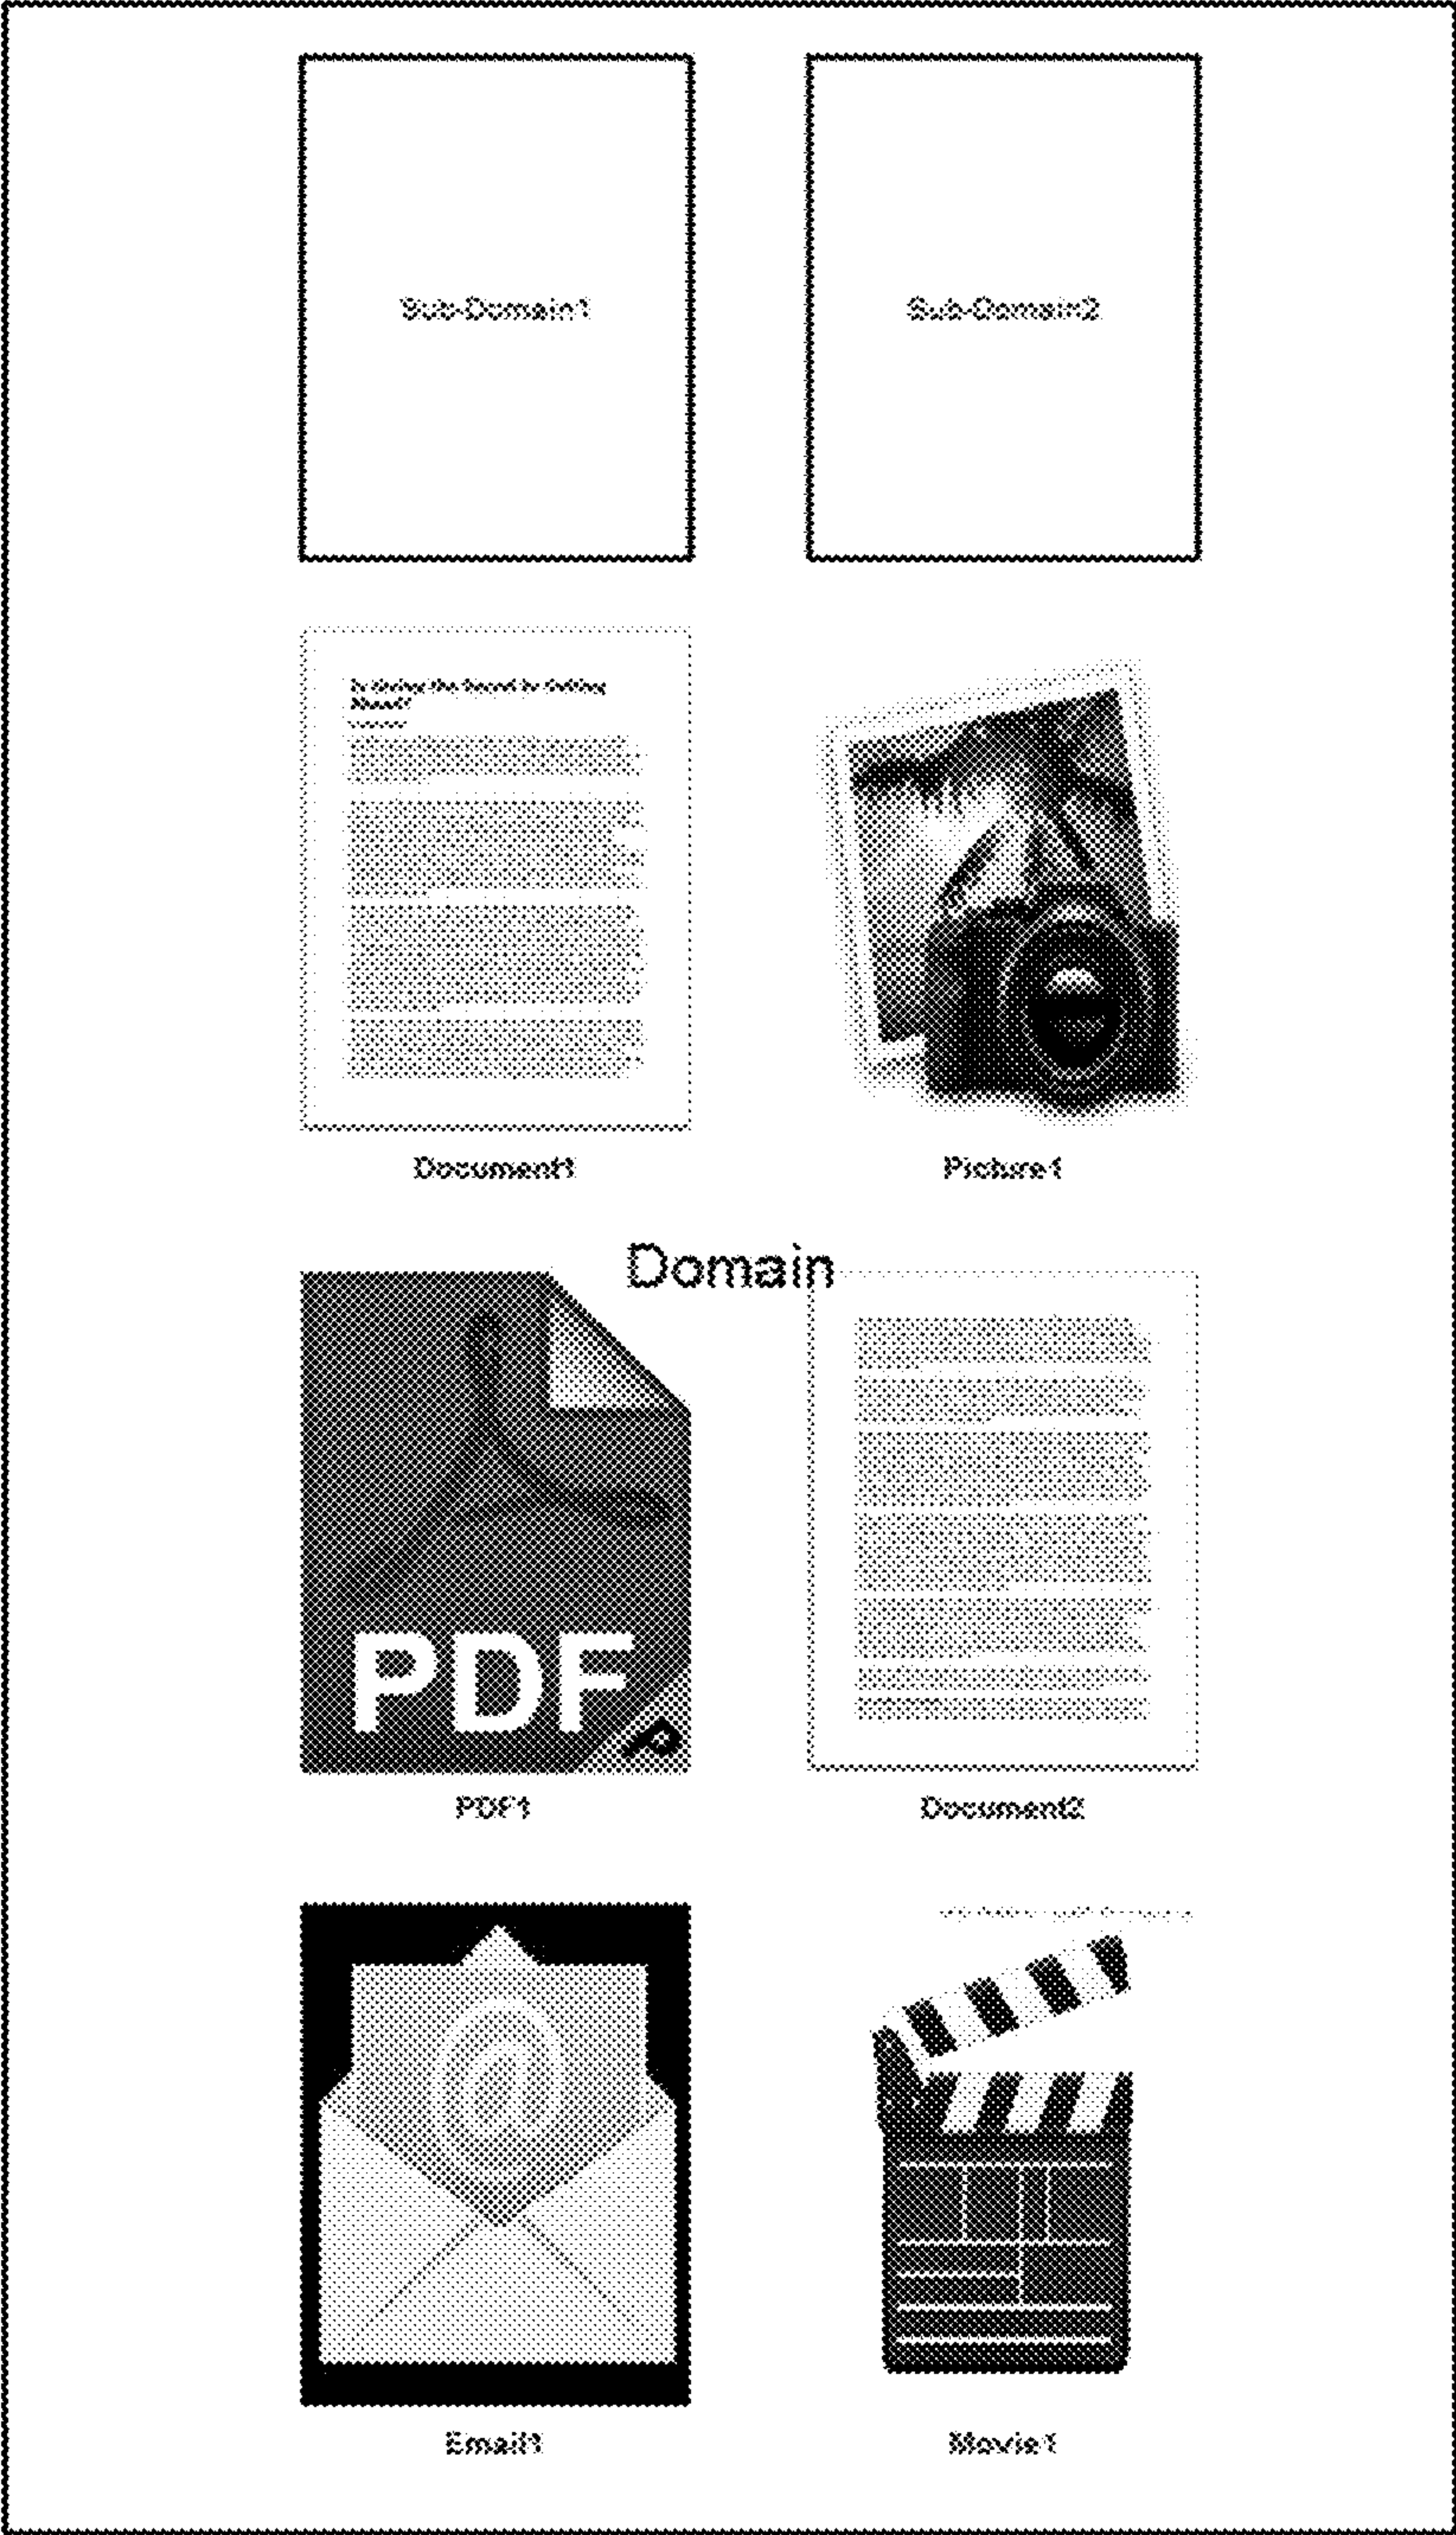 Sub-Domain1
Sub-Domain2
Document1
Picture1
Domain
PDF
PDF1
Document2
Email1
Movie1